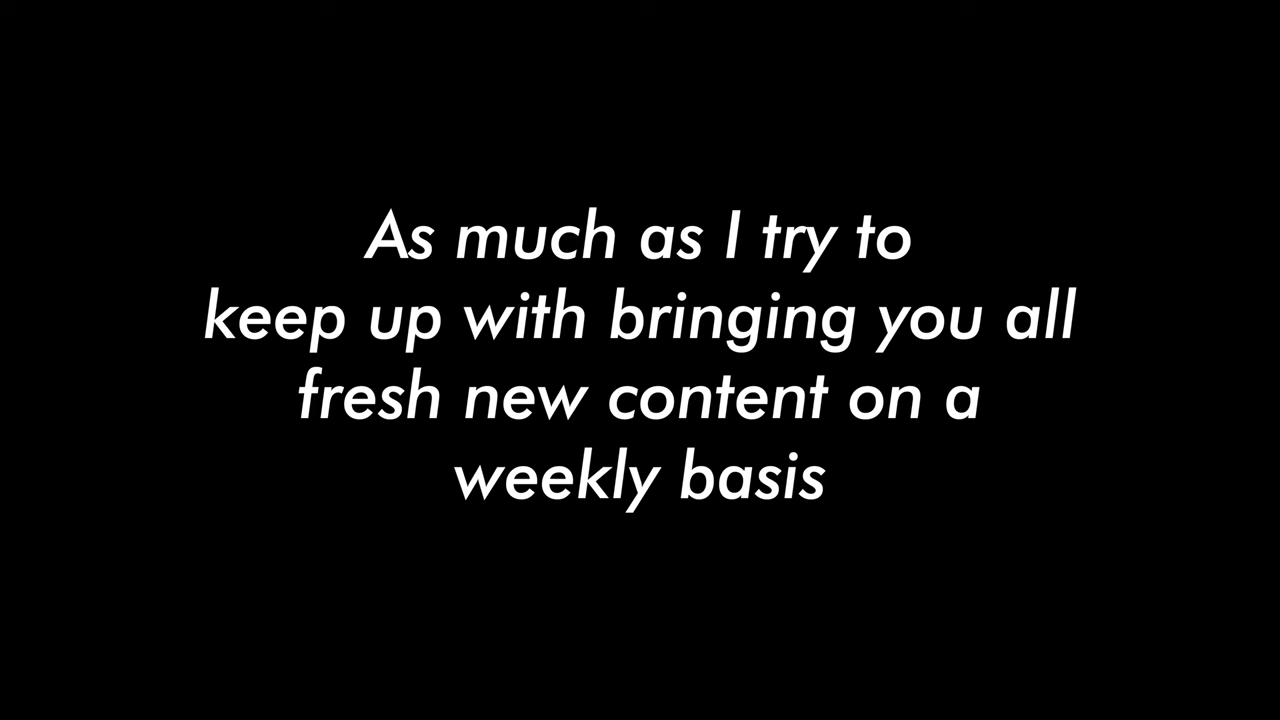 As much as I try to
keep up with bringing you all
fresh new content on a
weekly basis